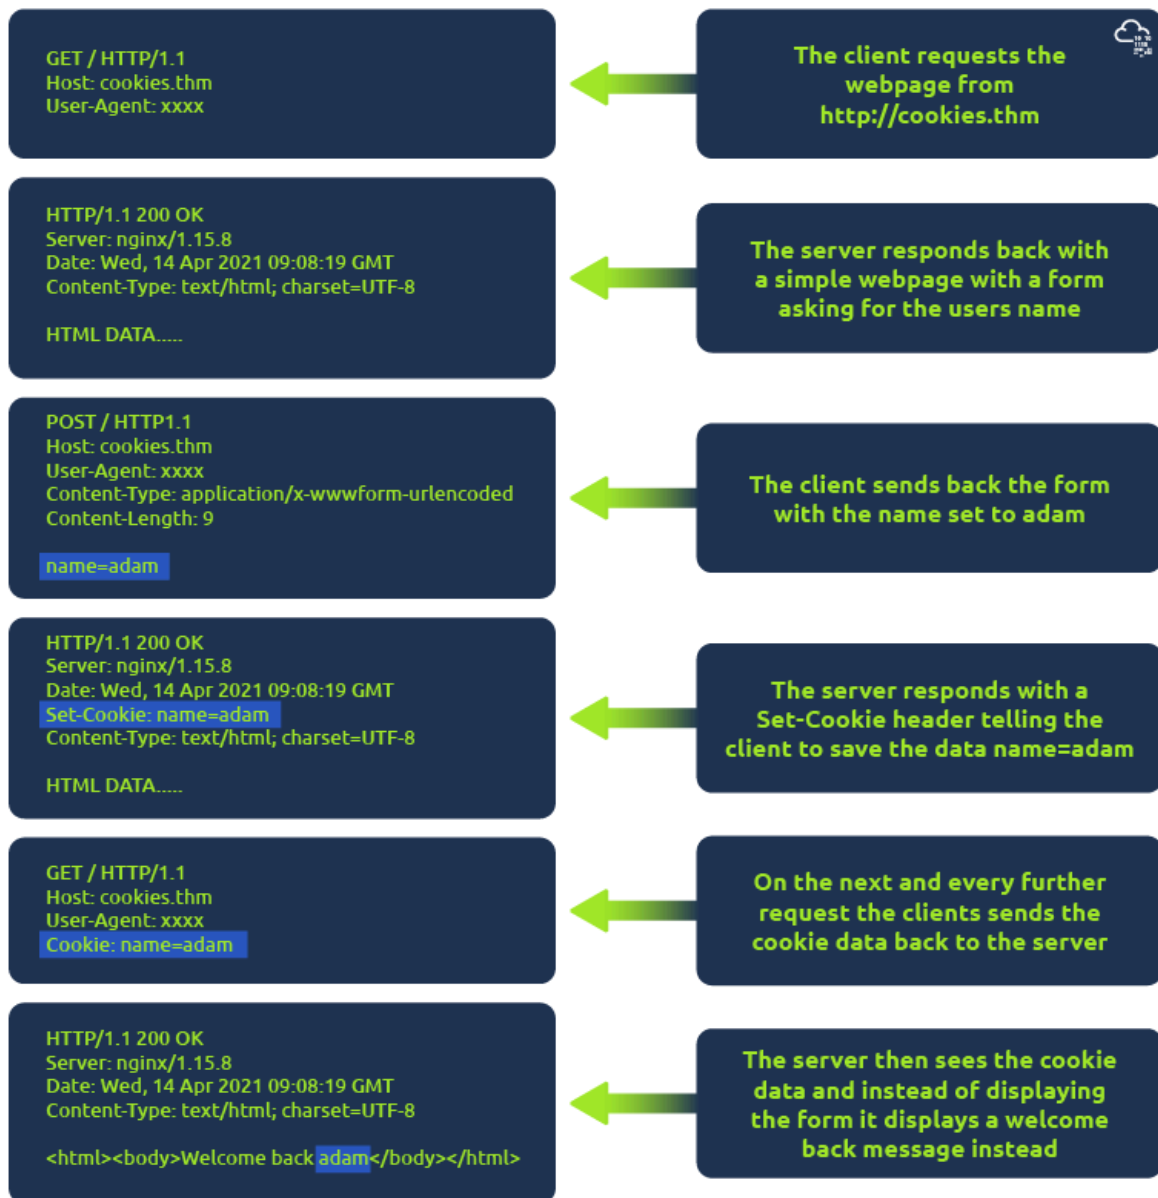 GET / HTTP/1.1
Host: cookies.thm
User-Agent: xxxx
The client requests the
webpage from
http://cookies.thm
HTTP/1.1 200 OK
Server: nginx/1.15.8
Date: Wed, 14 Apr 2021 09:08:19 GMT
Content-Type: text/html; charset=UTF-8
HTML DATA.....
The server responds back with
a simple webpage with a form
asking for the users name
POST / HTTP1.1
Host: cookies.thm
User-Agent: xxxx
Content-Type: application/x-wwwform-urlencoded
Content-Length: 9
name=adam
The client sends back the form
with the name set to adam
HTTP/1.1 200 OK
Server: nginx/1.15.8
Date: Wed, 14 Apr 2021 09:08:19 GMT
Set-Cookie: name=adam
Content-Type: text/html; charset=UTF-8
HTML DATA.....
The server responds with a
Set-Cookie header telling the
client to save the data name=adam
GET / HTTP/1.1
Host: cookies.thm
User-Agent: xxxx
Cookie: name=adam
On the next and every further
request the clients sends the
cookie data back to the server
HTTP/1.1 200 OK
Server: nginx/1.15.8
Date: Wed, 14 Apr 2021 09:08:19 GMT
Content-Type: text/html; charset=UTF-8
<html><body>Welcome back adam</body></html>
The server then sees the cookie
data and instead of displaying
the form it displays a welcome
back message instead